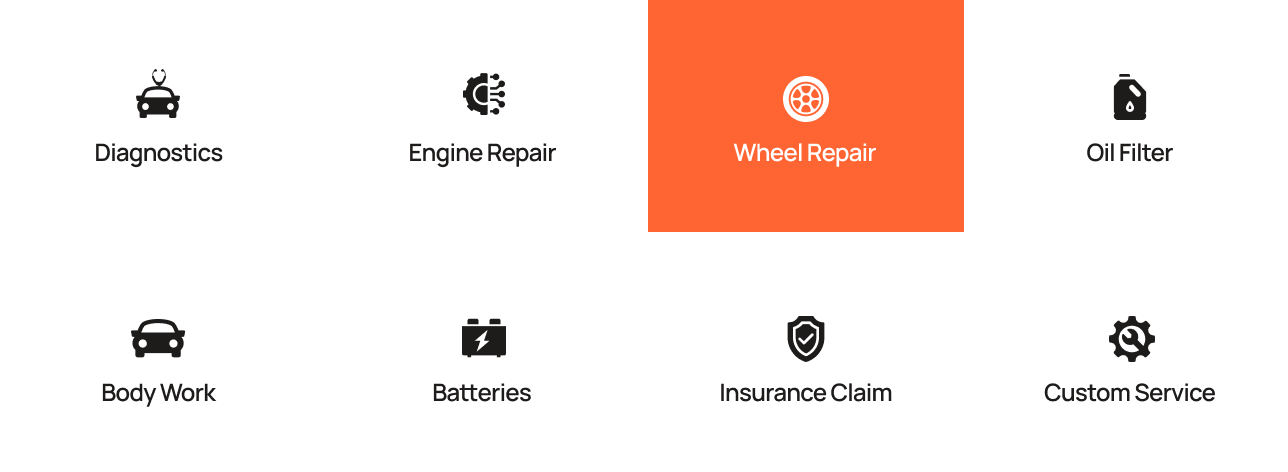 Diagnostics
Engine Repair
Wheel Repair
Oil Filter
Body Work
Batteries
Insurance Claim
Custom Service